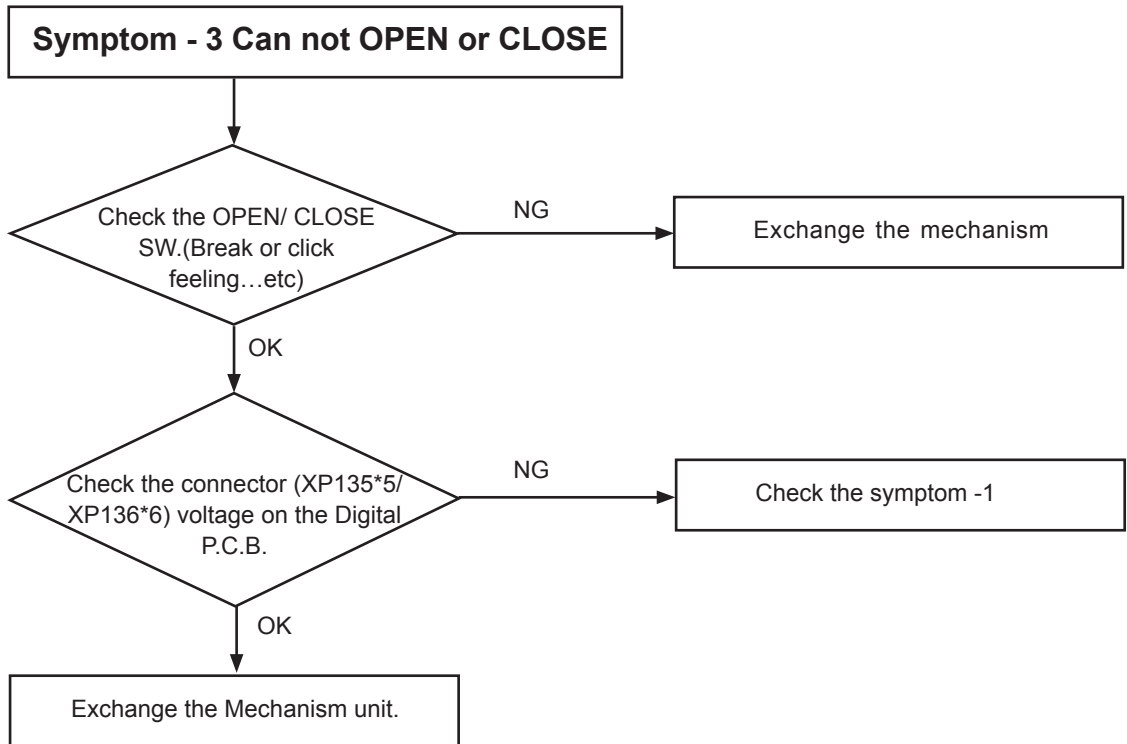 Symptom - 3 Can not OPEN or CLOSE
Check the OPEN/ CLOSE
SW.(Break or click
feeling…etc)
NG
Exchange the mechanism
OK
Check the connector (XP135*5/
XP136*6) voltage on the Digital
P.C.B.
NG
Check the symptom -1
OK
Exchange the Mechanism unit.